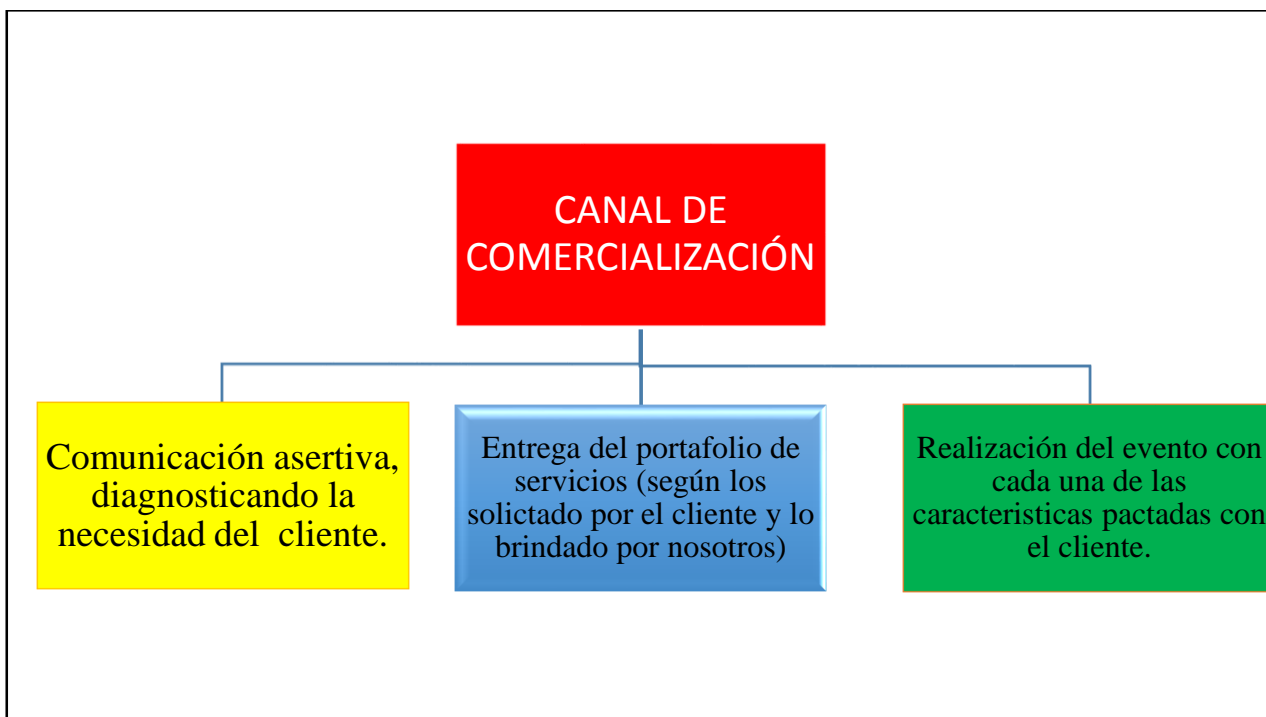 CANAL DE
COMERCIALIZACIÓN
Comunicación asertiva,
diagnosticando la
necesidad del  cliente.
Entrega del portafolio de
servicios (según los
solictado por el cliente y lo
brindado por nosotros)
Realización del evento con
cada una de las
caracteristicas pactadas con
el cliente.